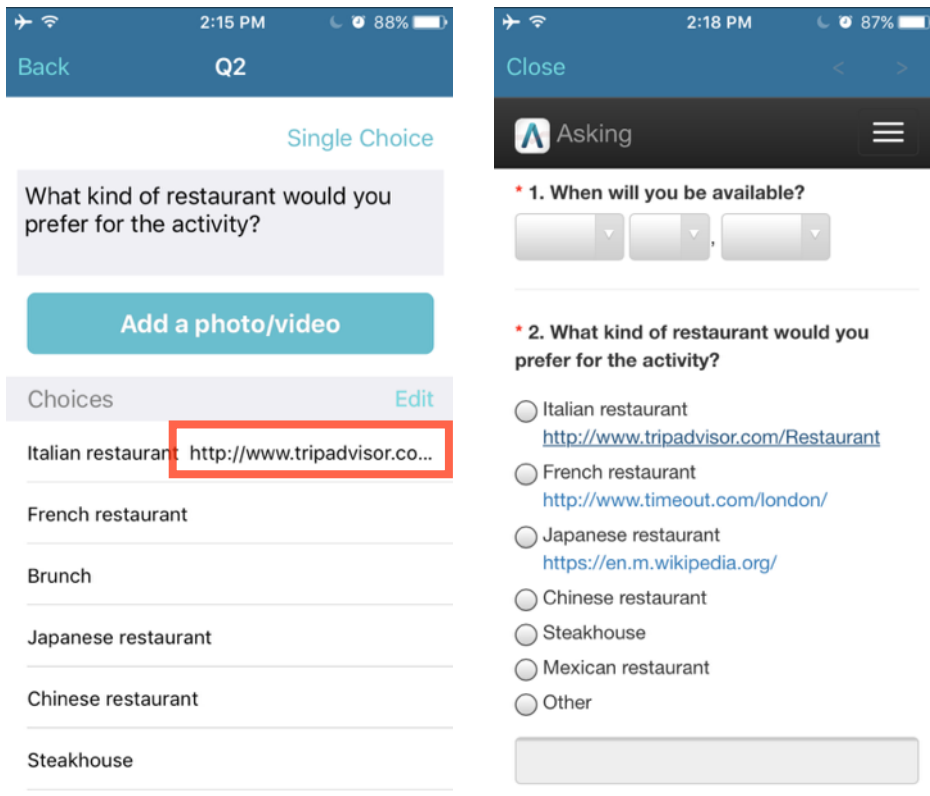 2:15 PM 88%
Back Q2
Single Choice
What kind of restaurant would you
prefer for the activity?
Add a photo/video
Choices Edit
Italian restaurant http://www.tripadvisor.co...
French restaurant
Brunch
Japanese restaurant
Chinese restaurant
Steakhouse
2:18 PM 87%
Close < >
Asking
* 1. When will you be available?
,
* 2. What kind of restaurant would you
prefer for the activity?
Italian restaurant
http://www.tripadvisor.com/Restaurant
French restaurant
http://www.timeout.com/london/
Japanese restaurant
https://en.m.wikipedia.org/
Chinese restaurant
Steakhouse
Mexican restaurant
Other